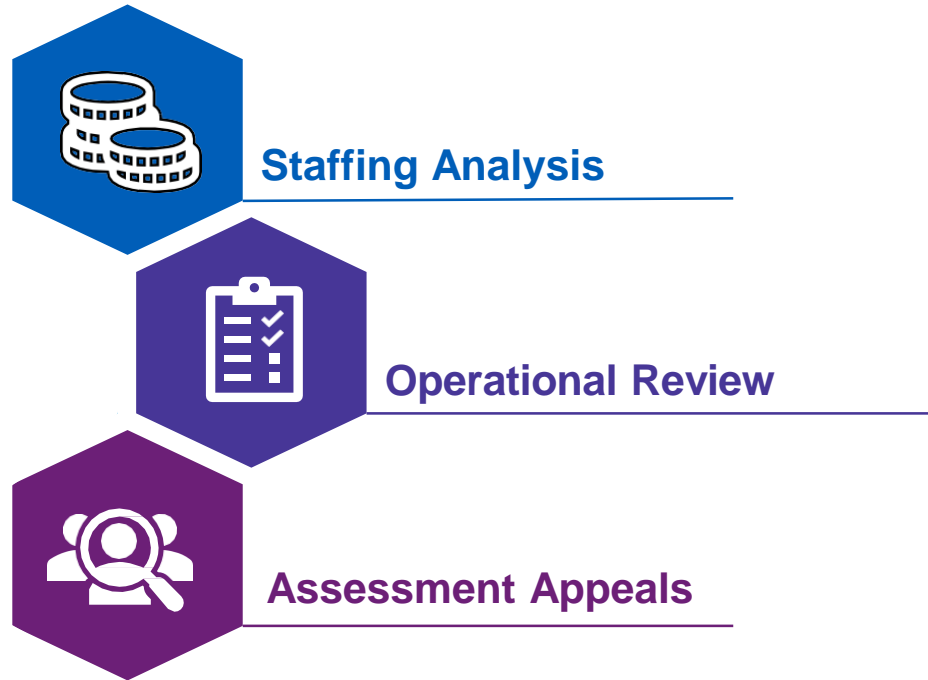 Staffing Analysis
Operational Review
Assessment Appeals